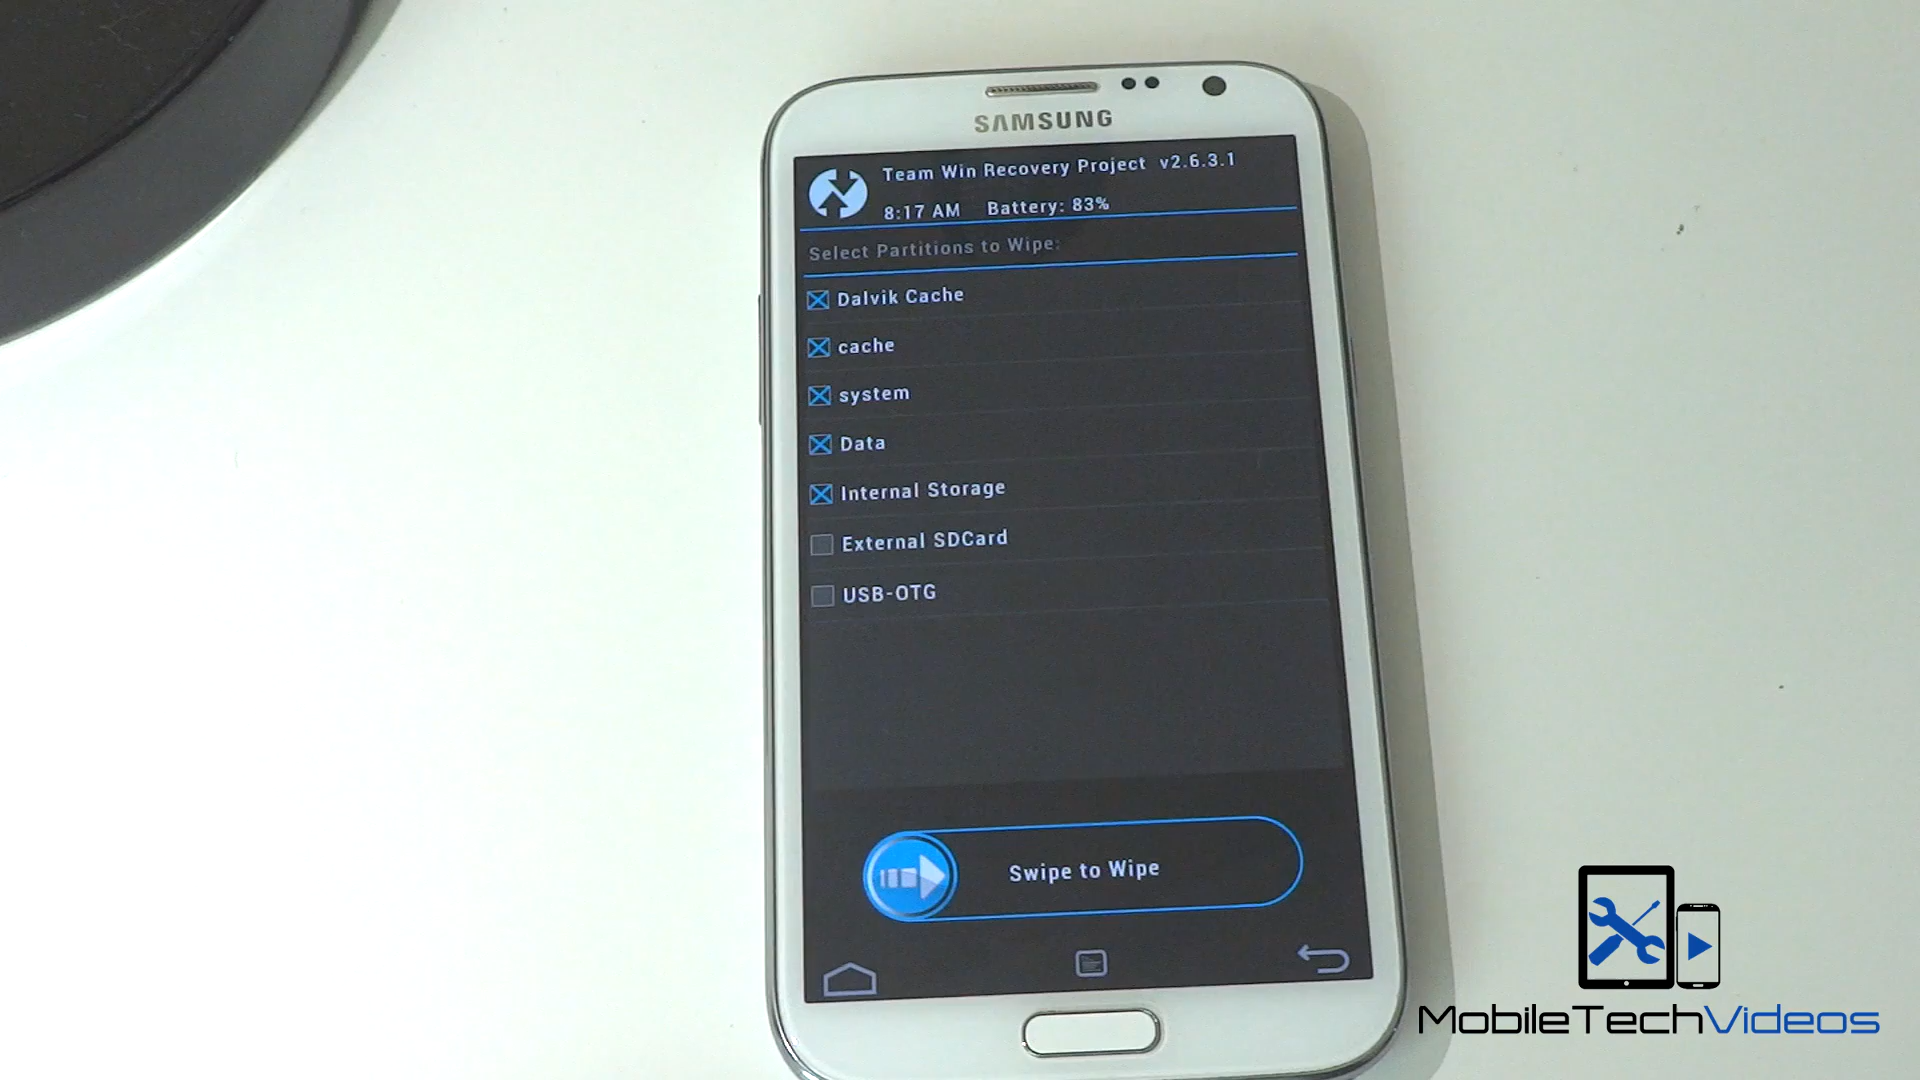 SAMSUNG
Team Win Recovery Project v2.6.3.1
8:17 AM Battery: 83%
Select Partitions to Wipe:
Dalvik Cache
cache
system
Data
Internal Storage
External SDCard
USB-OTG
Swipe to Wipe
MobileTechVideos